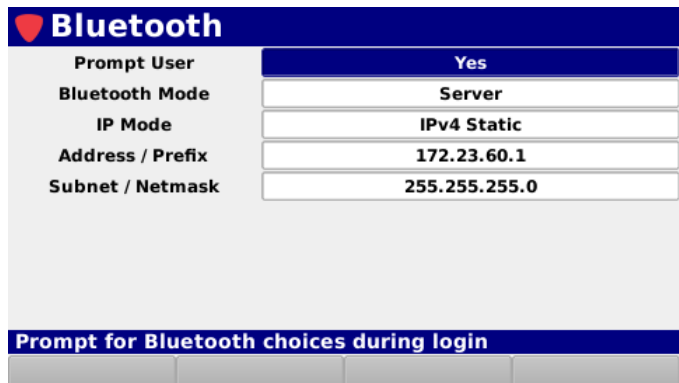 Bluetooth
Prompt User Yes
Bluetooth Mode Server
IP Mode IPv4 Static
Address / Prefix 172.23.60.1
Subnet / Netmask 255.255.255.0
Prompt for Bluetooth choices during login